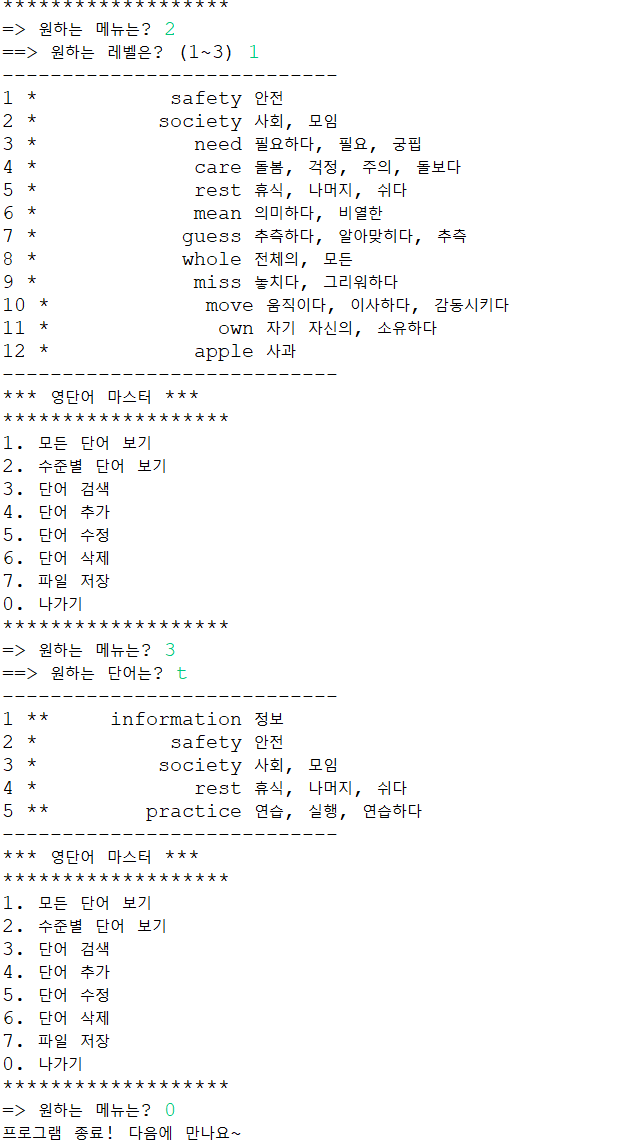 *******************
=> 원하는 메뉴는? 2
==> 원하는 레벨은? (1~3) 1
----------------------------
1 *           safety 안전
2 *          society 사회, 모임
3 *             need 필요하다, 필요, 궁핍
4 *             care 돌봄, 걱정, 주의, 돌보다
5 *             rest 휴식, 나머지, 쉬다
6 *             mean 의미하다, 비열한
7 *            guess 추측하다, 알아맞히다, 추측
8 *            whole 전체의, 모든
9 *             miss 놓치다, 그리워하다
10 *             move 움직이다, 이사하다, 감동시키다
11 *              own 자기 자신의, 소유하다
12 *            apple 사과
----------------------------
*** 영단어 마스터 ***
*******************
1. 모든 단어 보기
2. 수준별 단어 보기
3. 단어 검색
4. 단어 추가
5. 단어 수정
6. 단어 삭제
7. 파일 저장
0. 나가기
*******************
=> 원하는 메뉴는? 3
==> 원하는 단어는? t
----------------------------
1 **     information 정보
2 *           safety 안전
3 *          society 사회, 모임
4 *             rest 휴식, 나머지, 쉬다
5 **        practice 연습, 실행, 연습하다
----------------------------
*** 영단어 마스터 ***
*******************
1. 모든 단어 보기
2. 수준별 단어 보기
3. 단어 검색
4. 단어 추가
5. 단어 수정
6. 단어 삭제
7. 파일 저장
0. 나가기
*******************
=> 원하는 메뉴는? 0
프로그램 종료! 다음에 만나요~